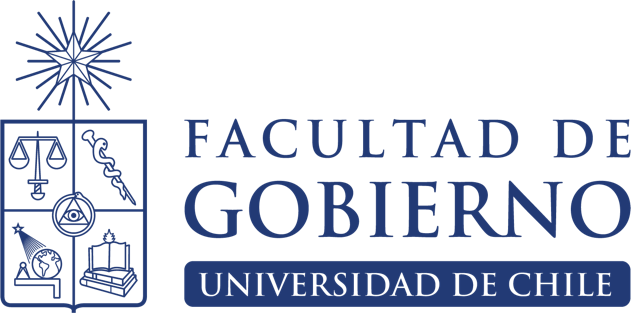 FACULTAD DE
GOBIERNO
UNIVERSIDAD DE CHILE